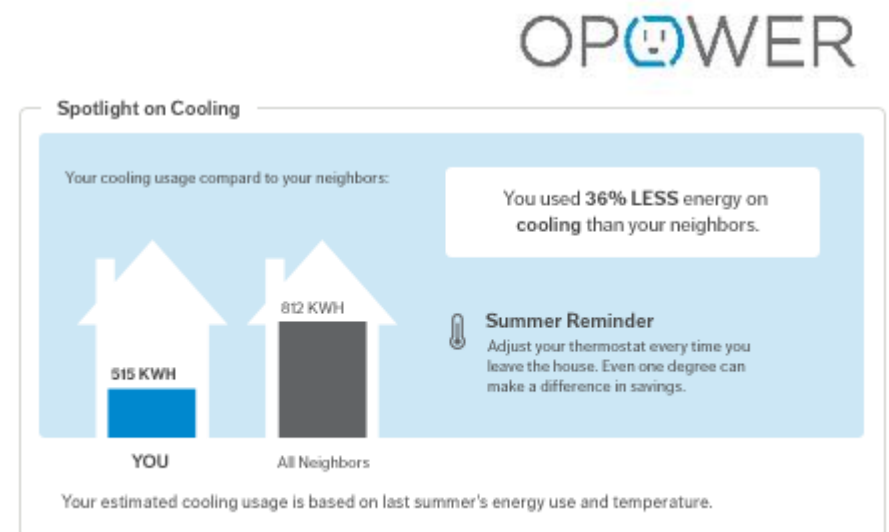 OPOWER
Spotlight on Cooling
Your cooling usage compard to your neighbors:
You used 36% LESS energy on
cooling than your neighbors.
812 KWH
515 KWH
Summer Reminder
Adjust your thermostat every time you
leave the house. Even one degree can
make a difference in savings.
YOU
All Neighbors
Your estimated cooling usage is based on last summer's energy use and temperature.